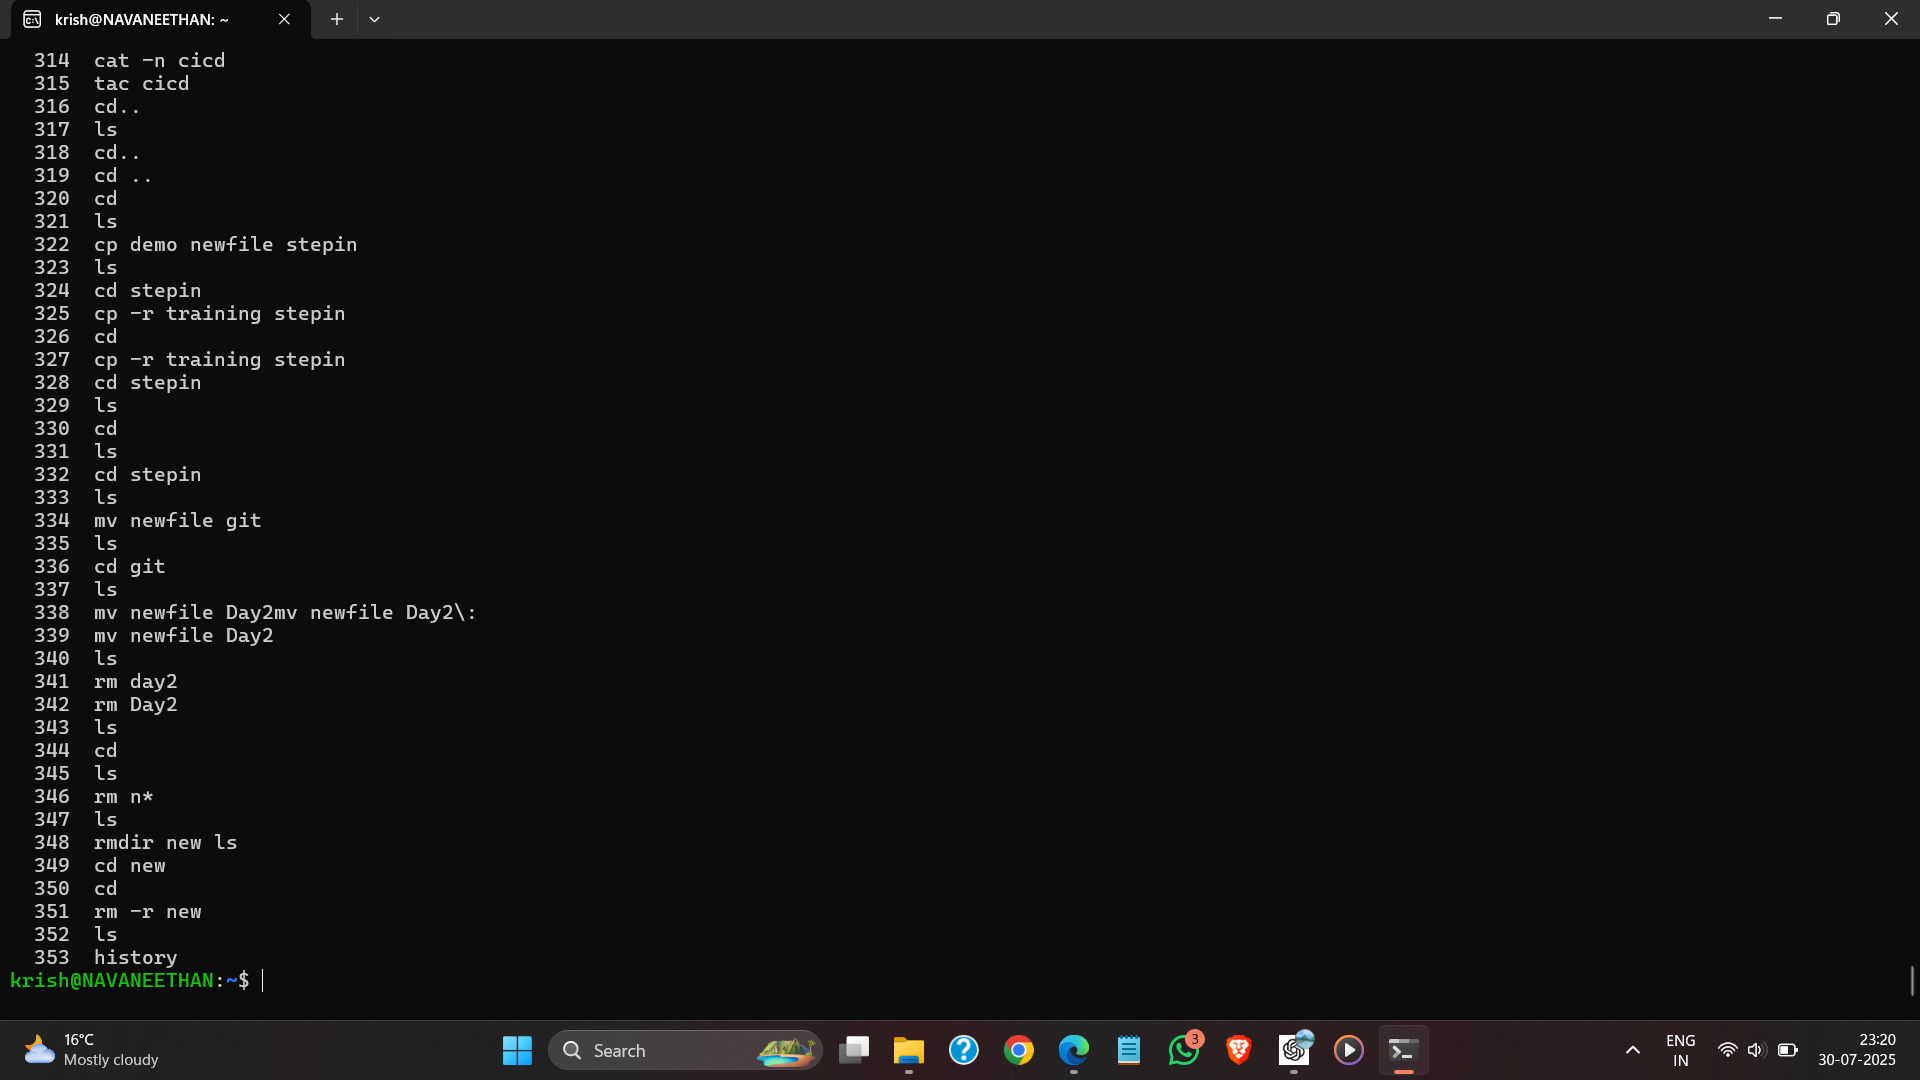 krish@NAVANEETHAN: ~
314 cat -n cicd
315 tac cicd
316 cd..
317 ls
318 cd..
319 cd ..
320 cd
321 ls
322 cp demo newfile stepin
323 ls
324 cd stepin
325 cp -r training stepin
326 cd
327 cp -r training stepin
328 cd stepin
329 ls
330 cd
331 ls
332 cd stepin
333 ls
334 mv newfile git
335 ls
336 cd git
337 ls
338 mv newfile Day2mv newfile Day2\:
339 mv newfile Day2
340 ls
341 rm day2
342 rm Day2
343 ls
344 cd
345 ls
346 rm n*
347 ls
348 rmdir new ls
349 cd new
350 cd
351 rm -r new
352 ls
353 history
krish@NAVANEETHAN:~$
16°C
Mostly cloudy
Search
3
ENG
IN
23:20
30-07-2025